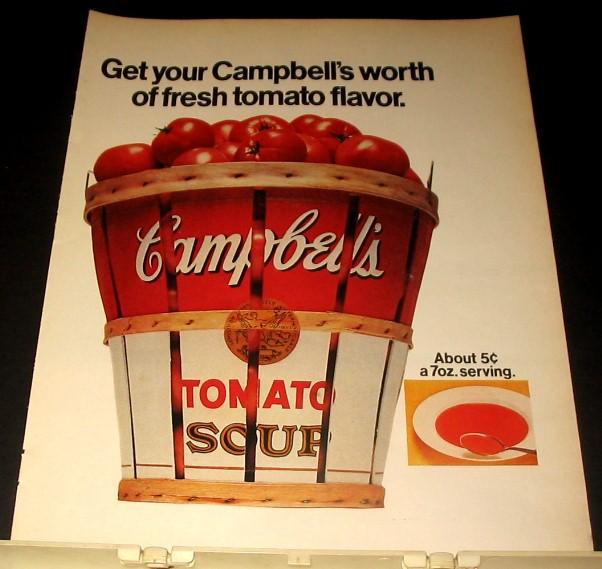 Get your Campbell's worth
of fresh tomato flavor.
Campbell's
TOMATO
SOUP
About 5¢
a 7oz. serving.